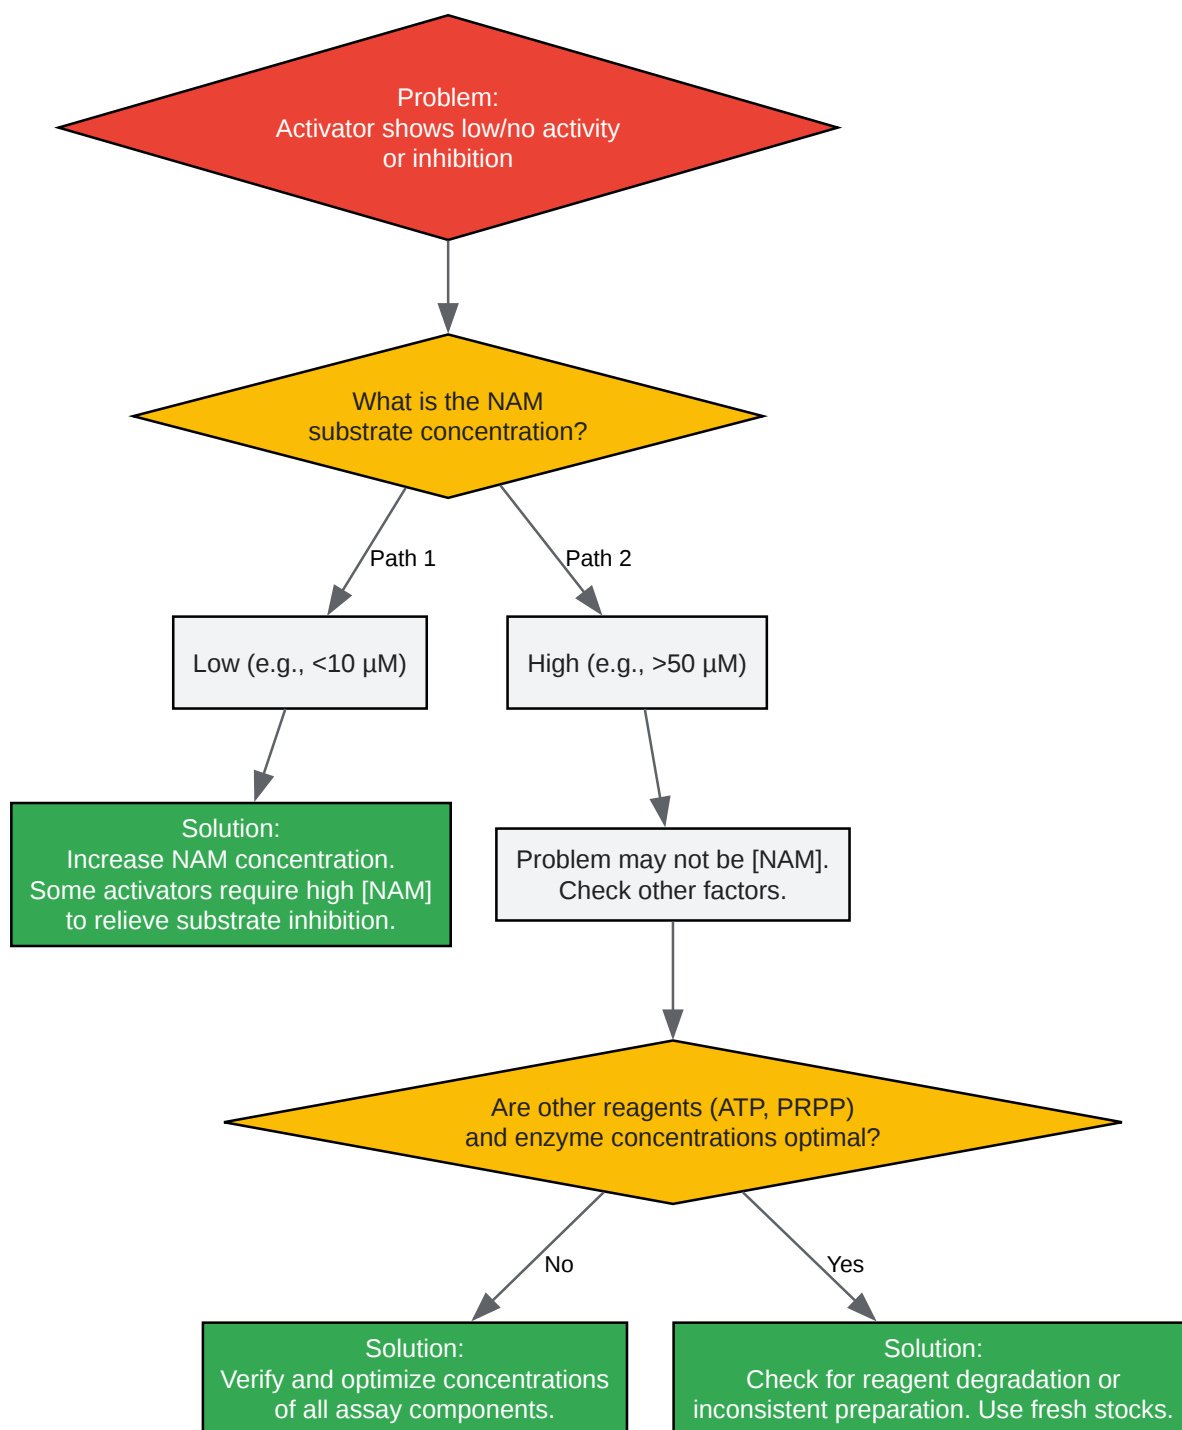 Problem:
Activator shows low/no activity
or inhibition
What is the NAM
substrate concentration?
Path 1
Path 2
Low (e.g., <10 µM)
High (e.g., >50 µM)
Solution:
Increase NAM concentration.
Some activators require high [NAM]
to relieve substrate inhibition.
Problem may not be [NAM].
Check other factors.
Are other reagents (ATP, PRPP)
and enzyme concentrations optimal?
No
Yes
Solution:
Verify and optimize concentrations
of all assay components.
Solution:
Check for reagent degradation or
inconsistent preparation. Use fresh stocks.